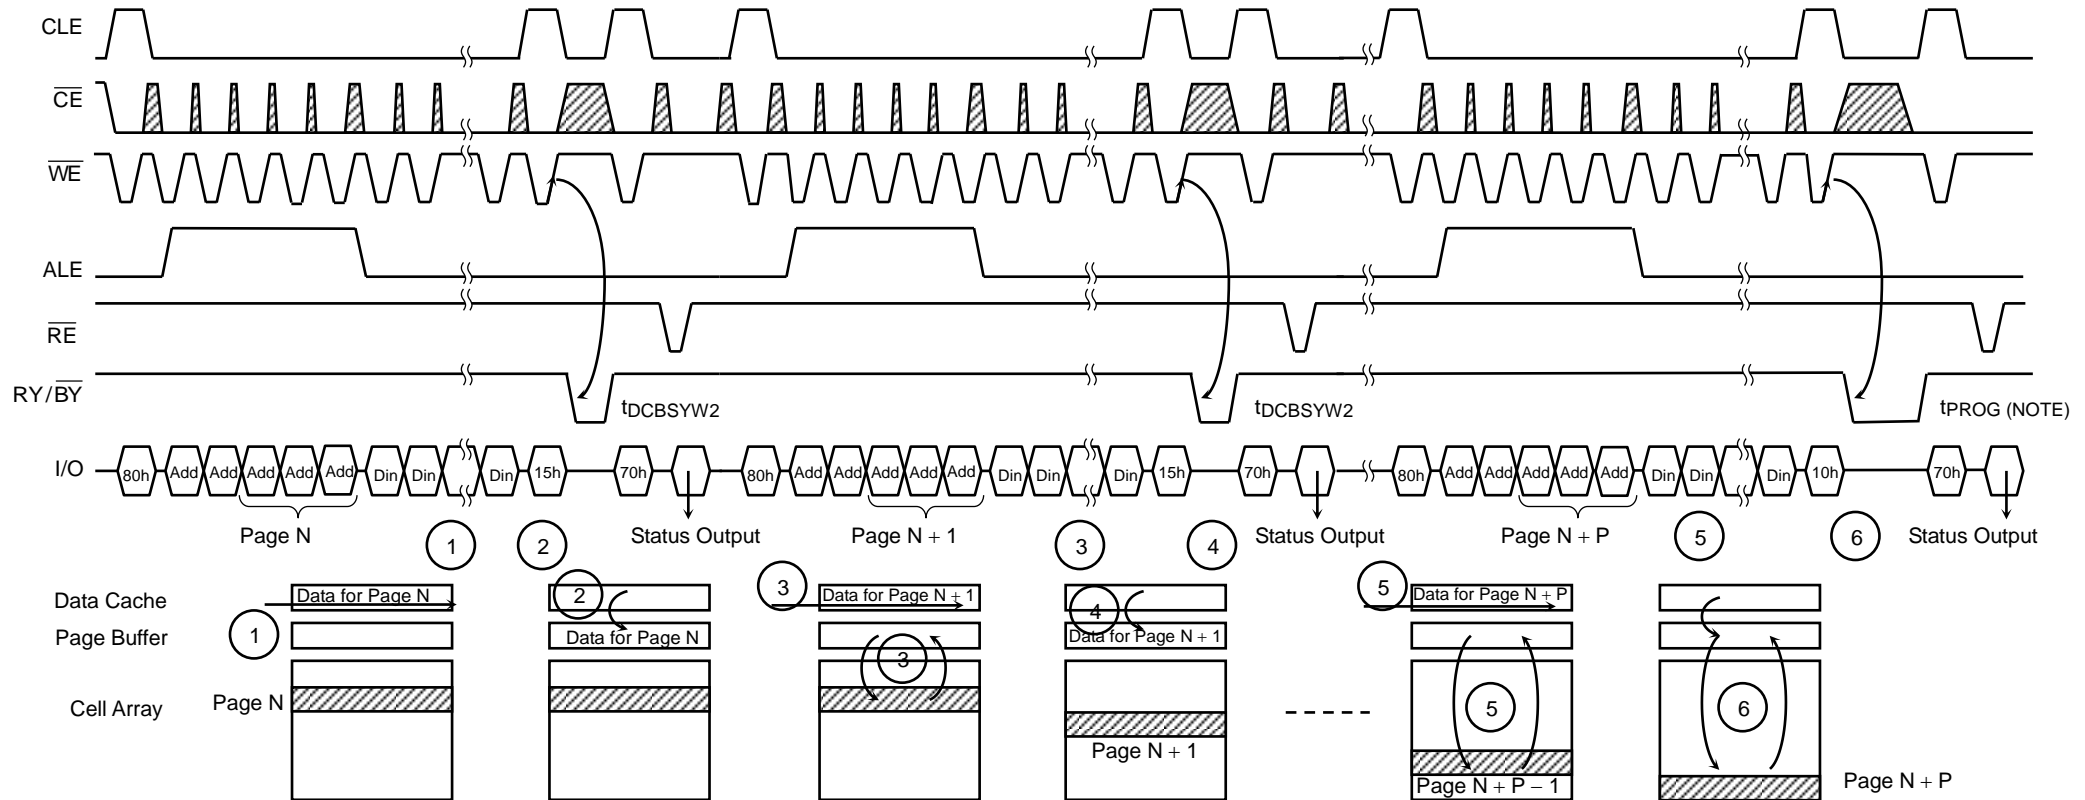 CLE
CE
WE
ALE
RE
RY/BY
tDCBSYW2 tDCBSYW2 tPROG (NOTE)
I/O 80h Add Add Add Add Add Din Din Din 15h 70h 80h Add Add Add Add Add Din Din Din 15h 70h 80h Add Add Add Add Add Din Din Din 10h 70h
Page N 1 2 Status Output Page N + 1 3 4 Status Output Page N + P 5 6 Status Output
Data Cache Data for Page N 2 3 Data for Page N + 1 4 5 Data for Page N + P
Page Buffer 1 Data for Page N 3 Data for Page N + 1
Cell Array Page N 5 6
Page N + 1
Page N + P − 1 Page N + P